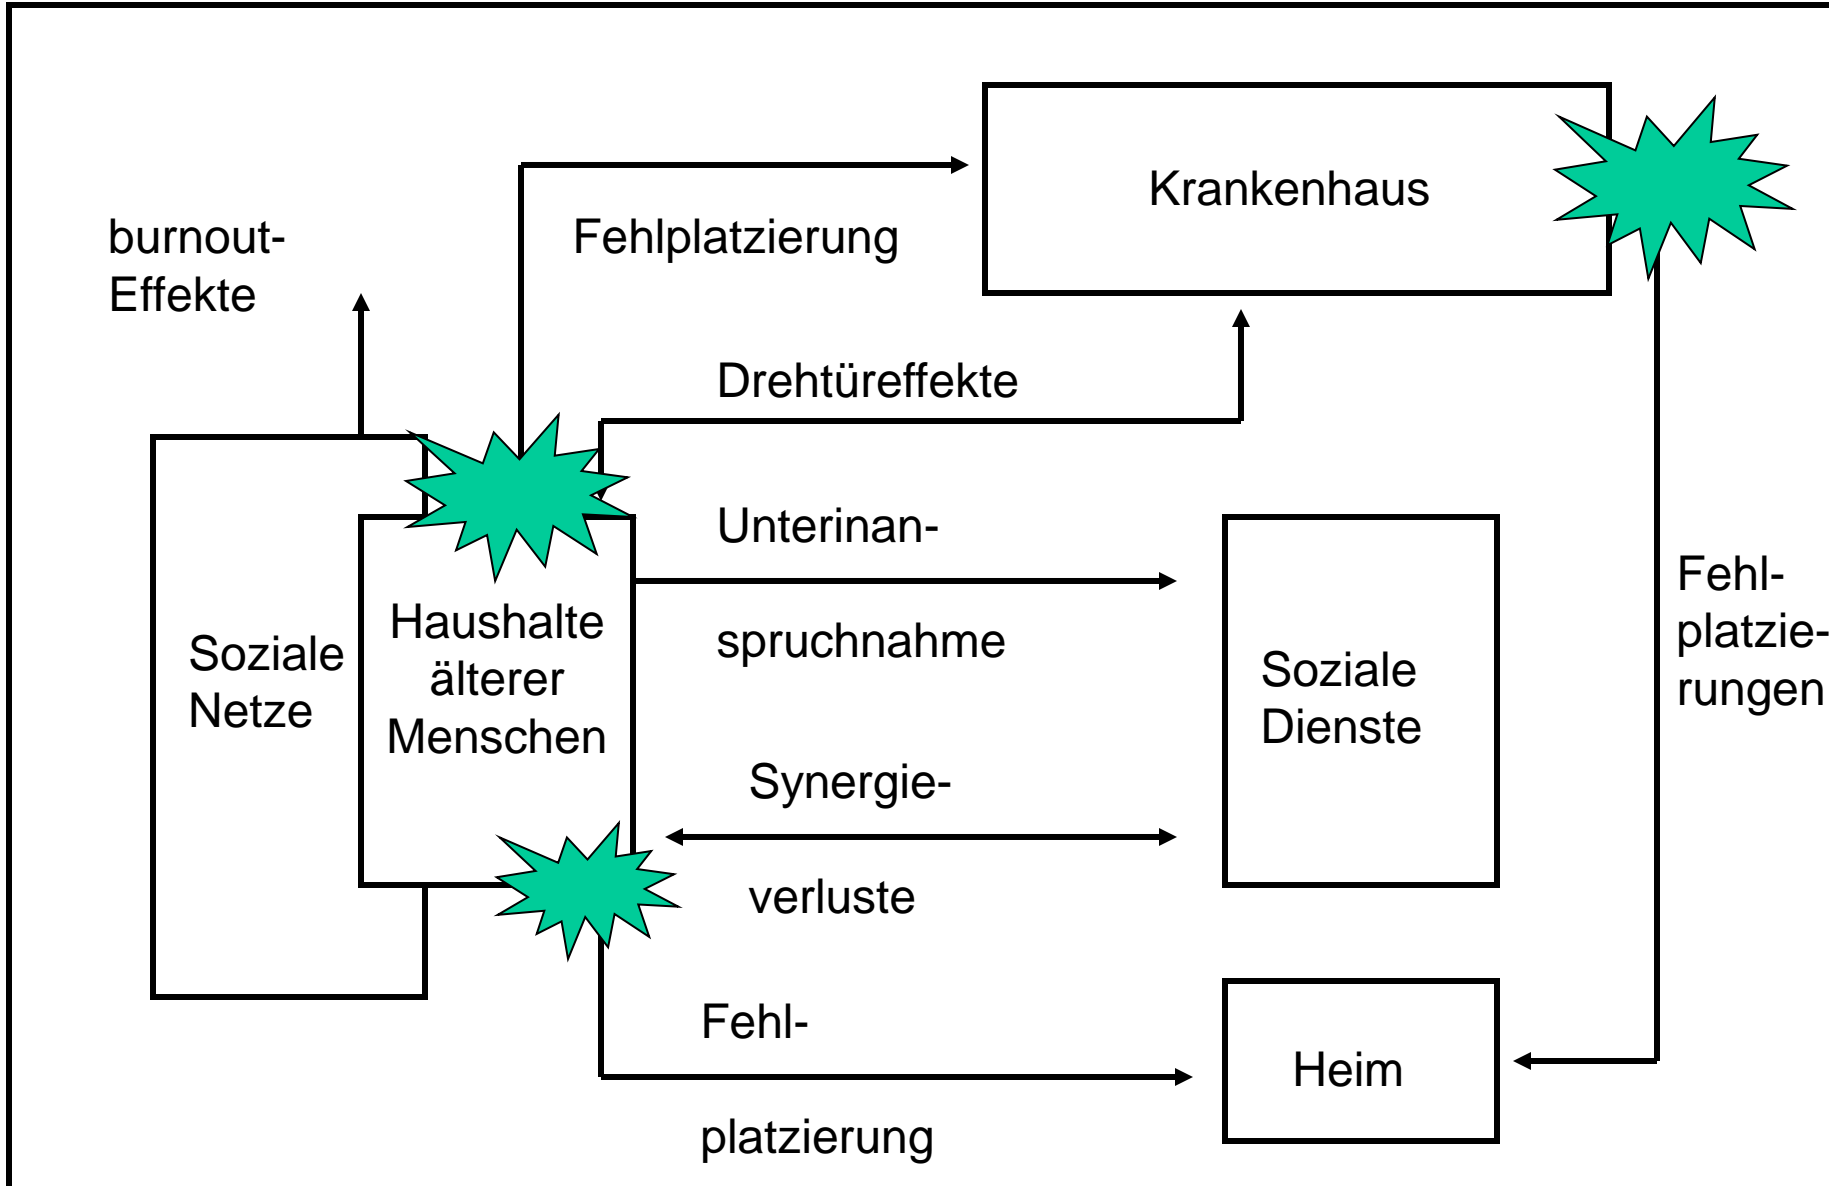 Krankenhaus
burnout-
Effekte
Fehlplatzierung
Drehtüreffekte
Unterinan-
spruchnahme
Soziale
Netze
Haushalte
älterer
Menschen
Soziale
Dienste
Fehl-
platzie-
rungen
Synergie-
verluste
Fehl-
platzierung
Heim